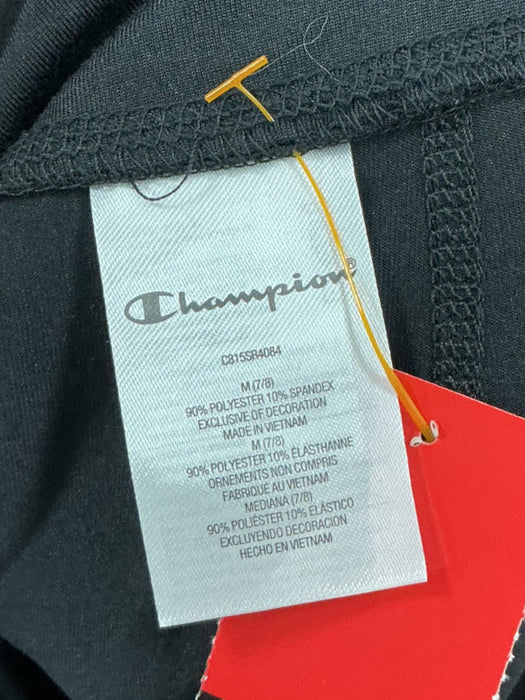 Champion®
C815SR4084
M (7/8)
90% POLYESTER 10% SPANDEX
EXCLUSIVE OF DECORATION
MADE IN VIETNAM
M (7/8)
90% POLYESTER 10% ÉLASTHANNE
ORNEMENTS NON COMPRIS
FABRIQUÉ AU VIETNAM
MEDIANA (7/8)
90% POLIÉSTER 10% ELÁSTICO
EXCLUYENDO DECORACIÓN
HECHO EN VIETNAM